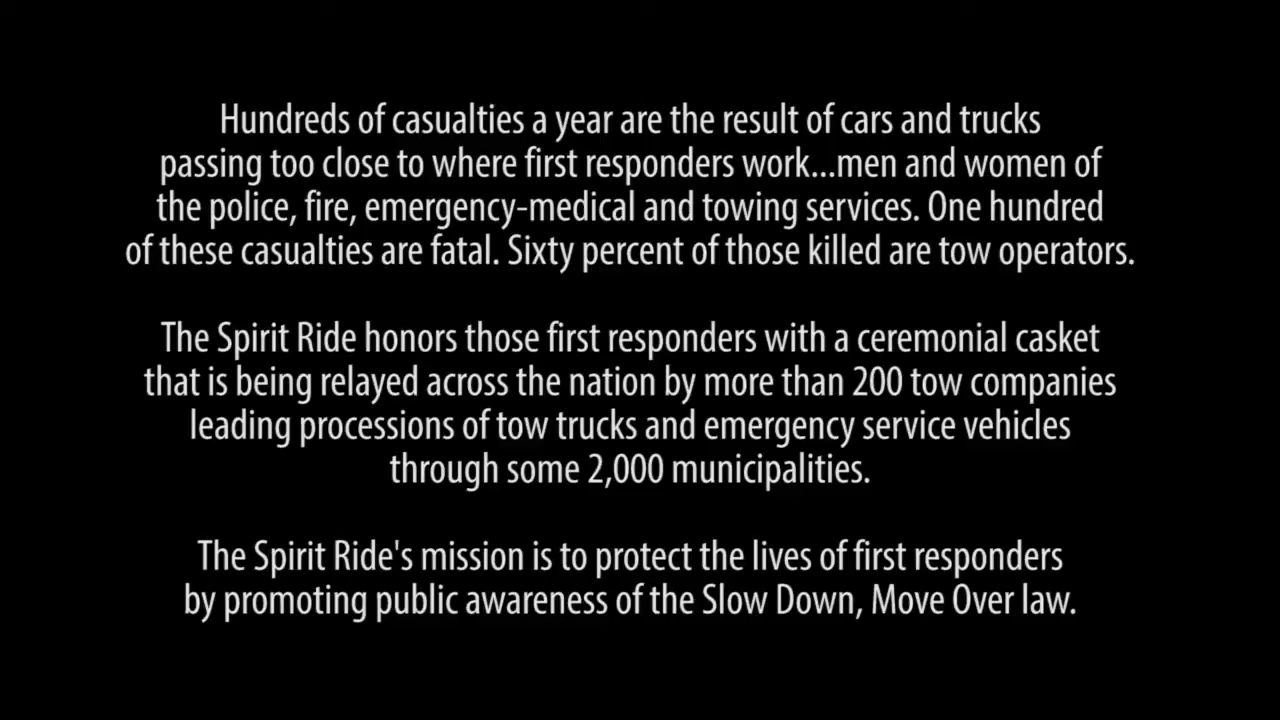 Hundreds of casualties a year are the result of cars and trucks
passing too close to where first responders work...men and women of
the police, fire, emergency-medical and towing services. One hundred
of these casualties are fatal. Sixty percent of those killed are tow operators.
The Spirit Ride honors those first responders with a ceremonial casket
that is being relayed across the nation by more than 200 tow companies
leading processions of tow trucks and emergency service vehicles
through some 2,000 municipalities.
The Spirit Ride's mission is to protect the lives of first responders
by promoting public awareness of the Slow Down, Move Over law.